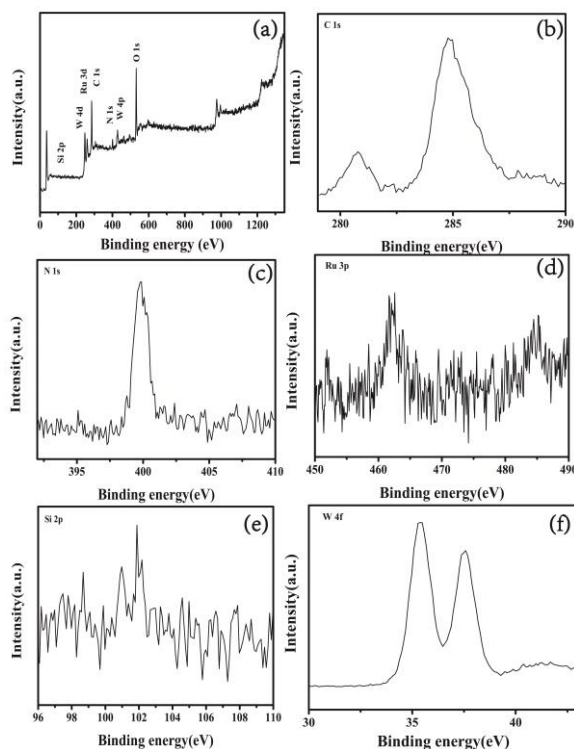 (a)
Intensity(a.u.)
Si 2p
W 4d
Ru 3d
C 1s
N 1s
W 4p
O 1s
0 200 400 600 800 1000 1200
Binding energy (eV)
C 1s
(b)
Intensity(a.u.)
280 285 290
Binding energy (eV)
N 1s
(c)
Intensity(a.u.)
395 400 405 410
Binding energy(eV)
Ru 3p
(d)
Intensity(a.u.)
450 460 470 480 490
Binding energy(eV)
Si 2p
(e)
Intensity(a.u.)
96 98 100 102 104 106 108 110
Binding energy(eV)
W 4f
(f)
Intensity(a.u.)
30 35 40
Binding energy(eV)